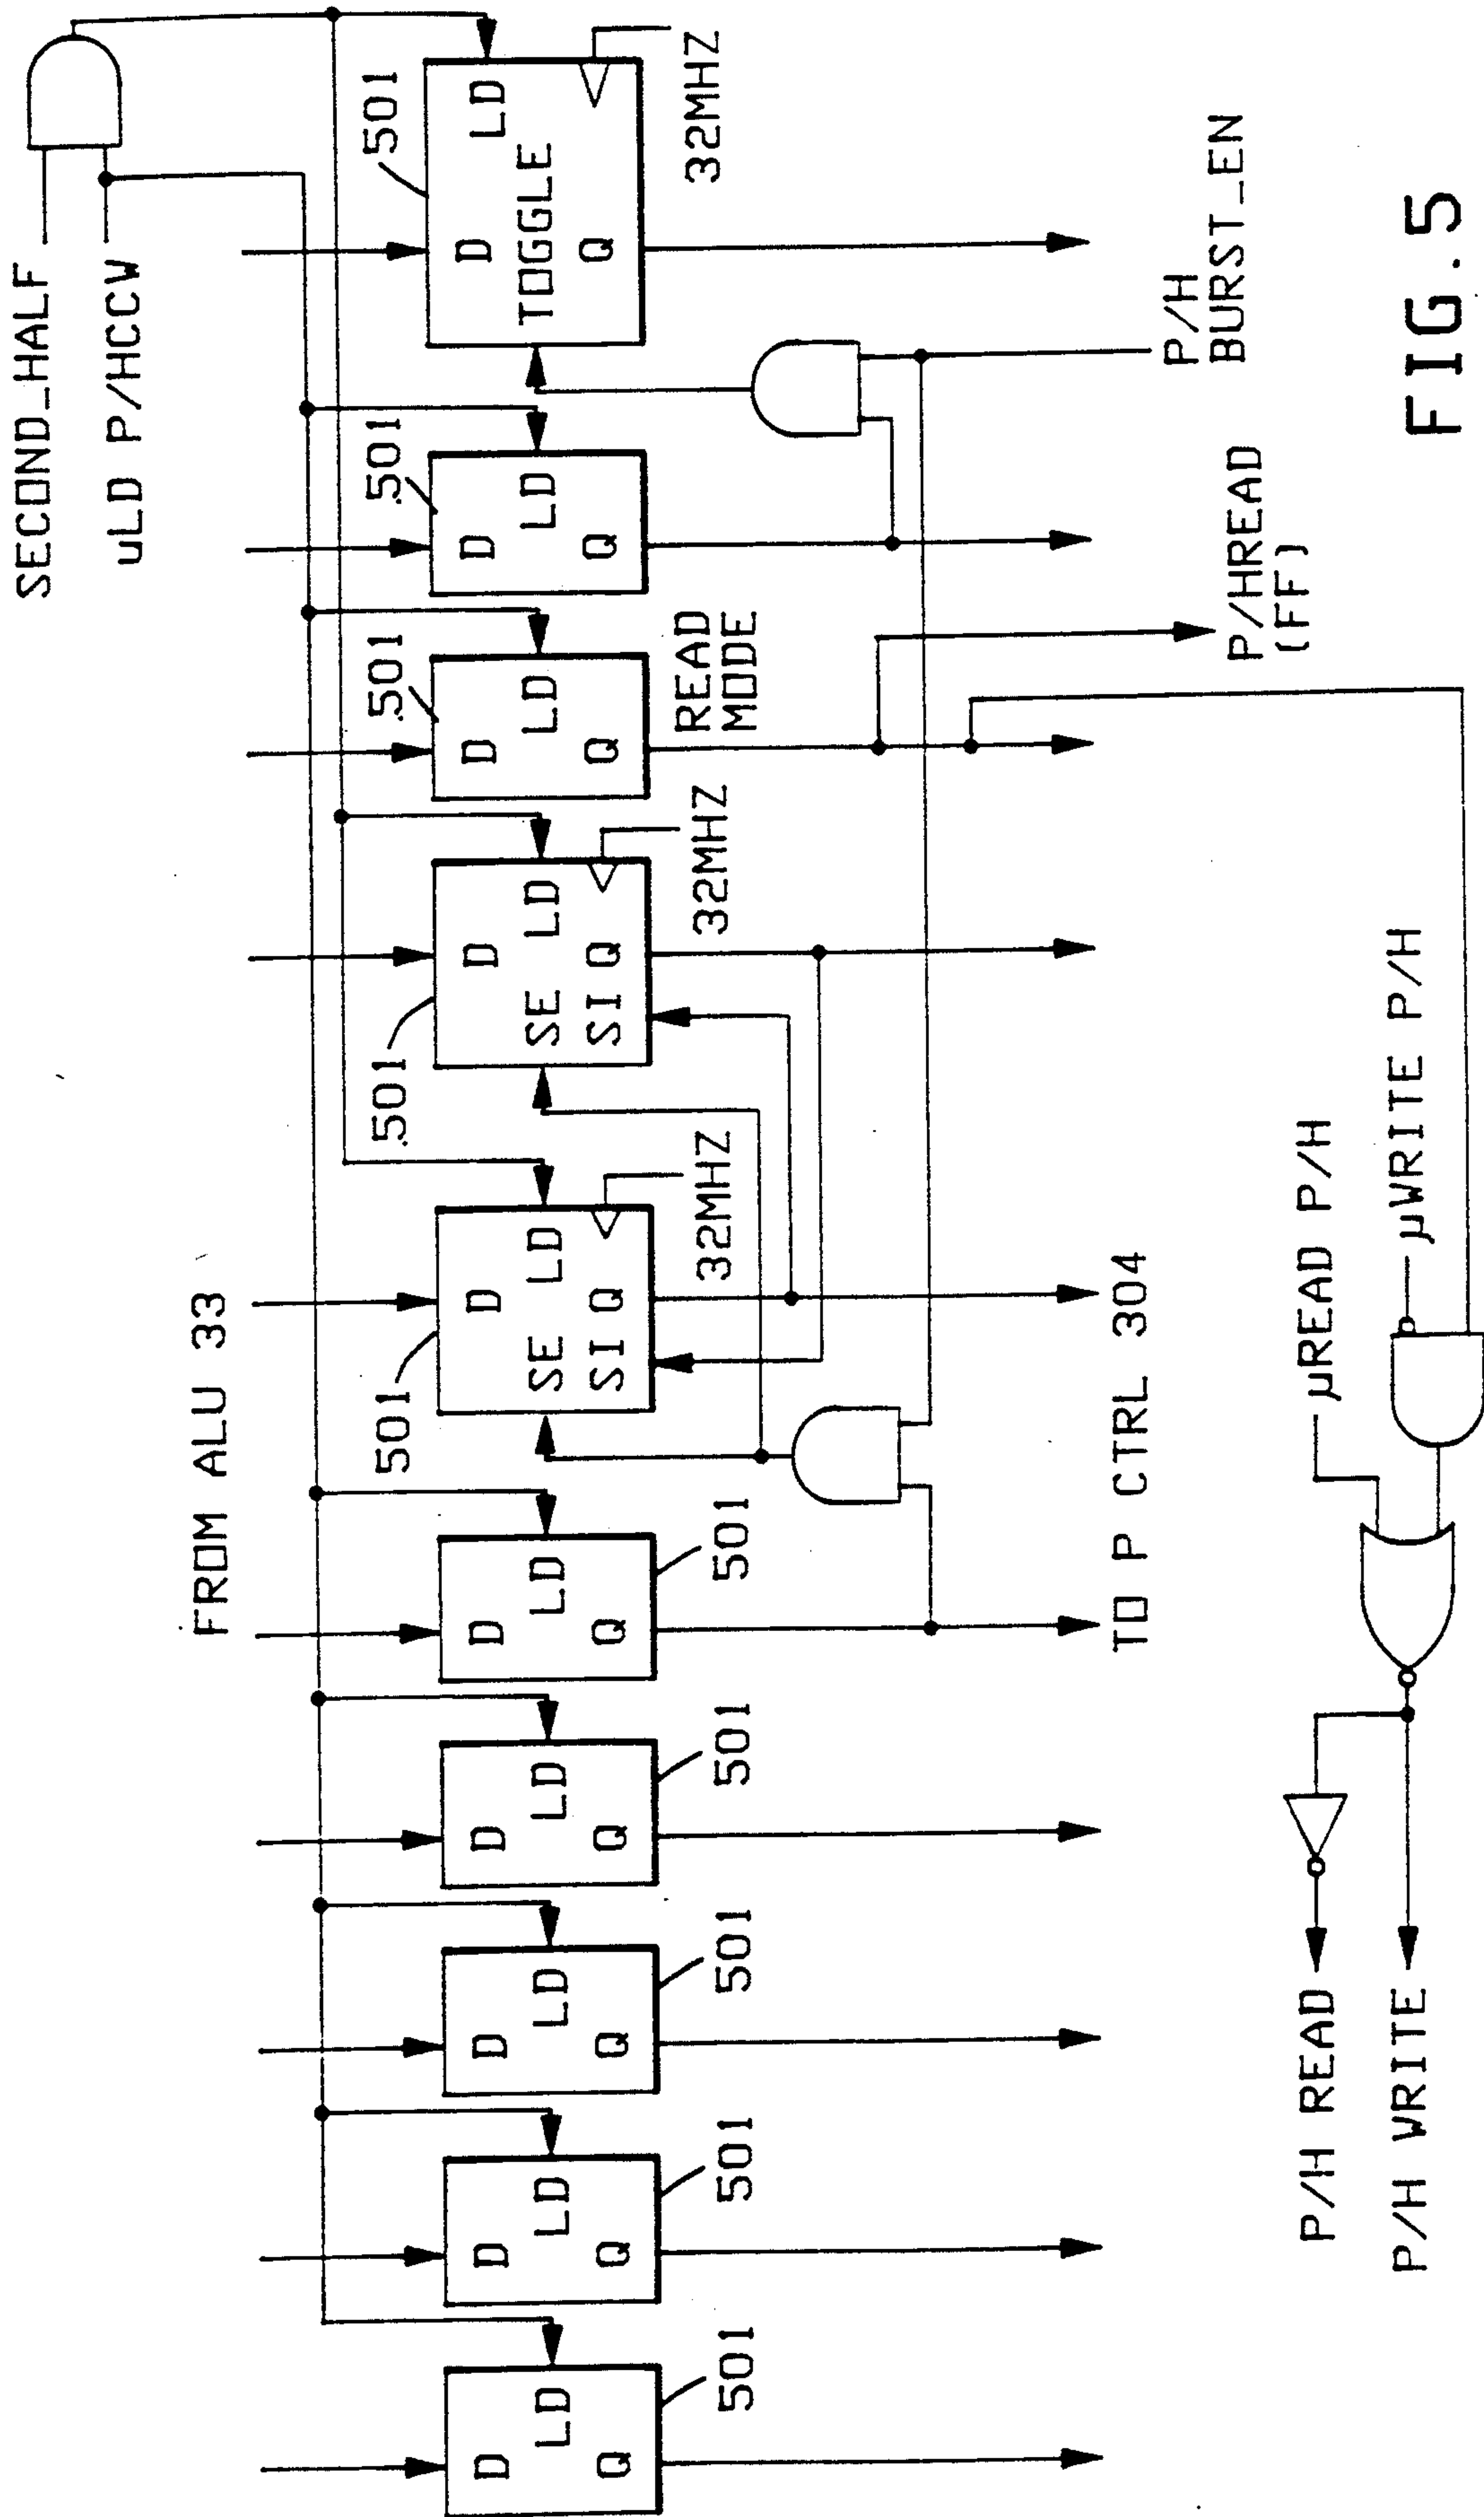 SECOND_HALF
uLD P/HCCW
FROM ALU 33
501
501
501
501
501
D
LD
Q
501
D
LD
Q
501
D
LD
Q
501
D
LD
Q
501
D
LD
Q
501
D
SE LD
SI Q
32MHZ
D
SE LD
SI Q
32MHZ
D
LD
Q
READ
MODE
D
LD
Q
D LD
TOGGLE
Q
32MHZ
TO P CTRL 304
P/HREAD
(FF)
P/H
BURST_EN
P/H READ
P/H WRITE
µREAD P/H
µWRITE P/H
FIG. 5